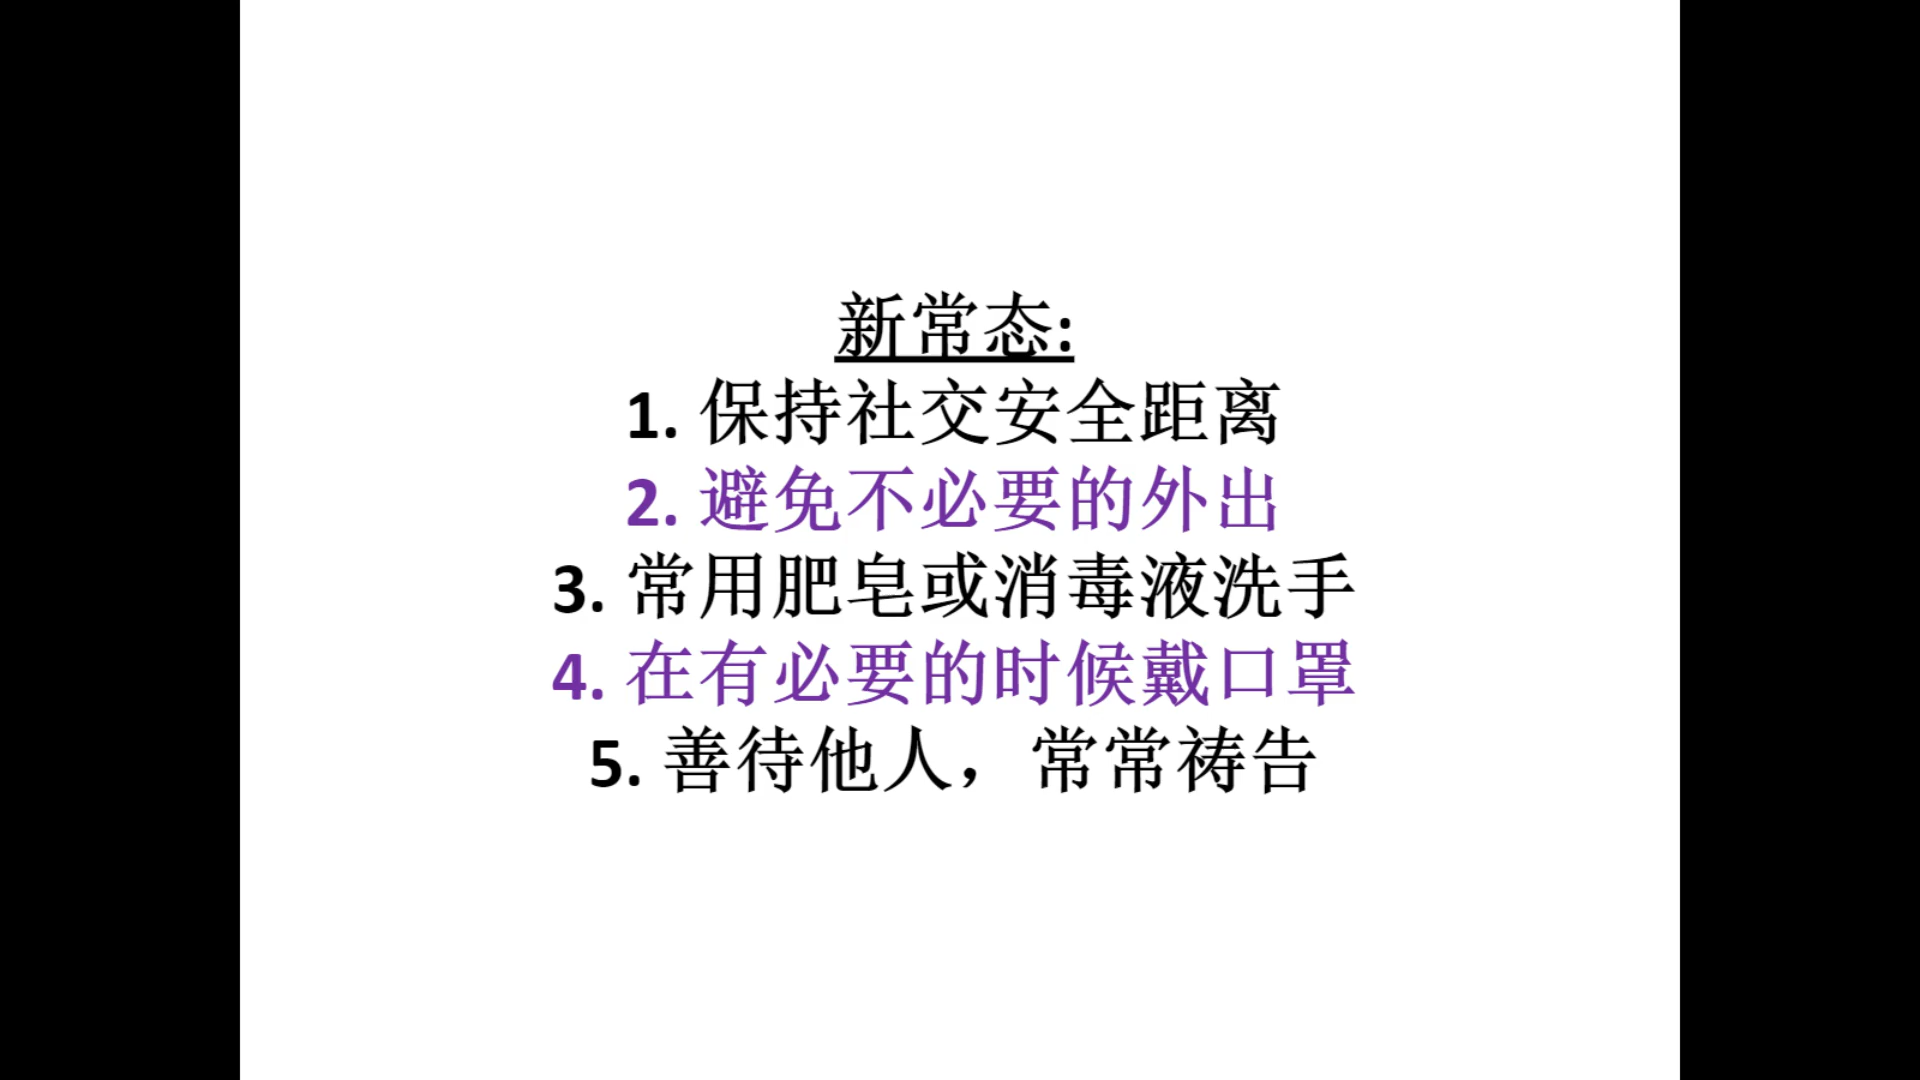 新常态:
1. 保持社交安全距离
2. 避免不必要的外出
3. 常用肥皂或消毒液洗手
4. 在有必要的时候戴口罩
5. 善待他人，常常祷告